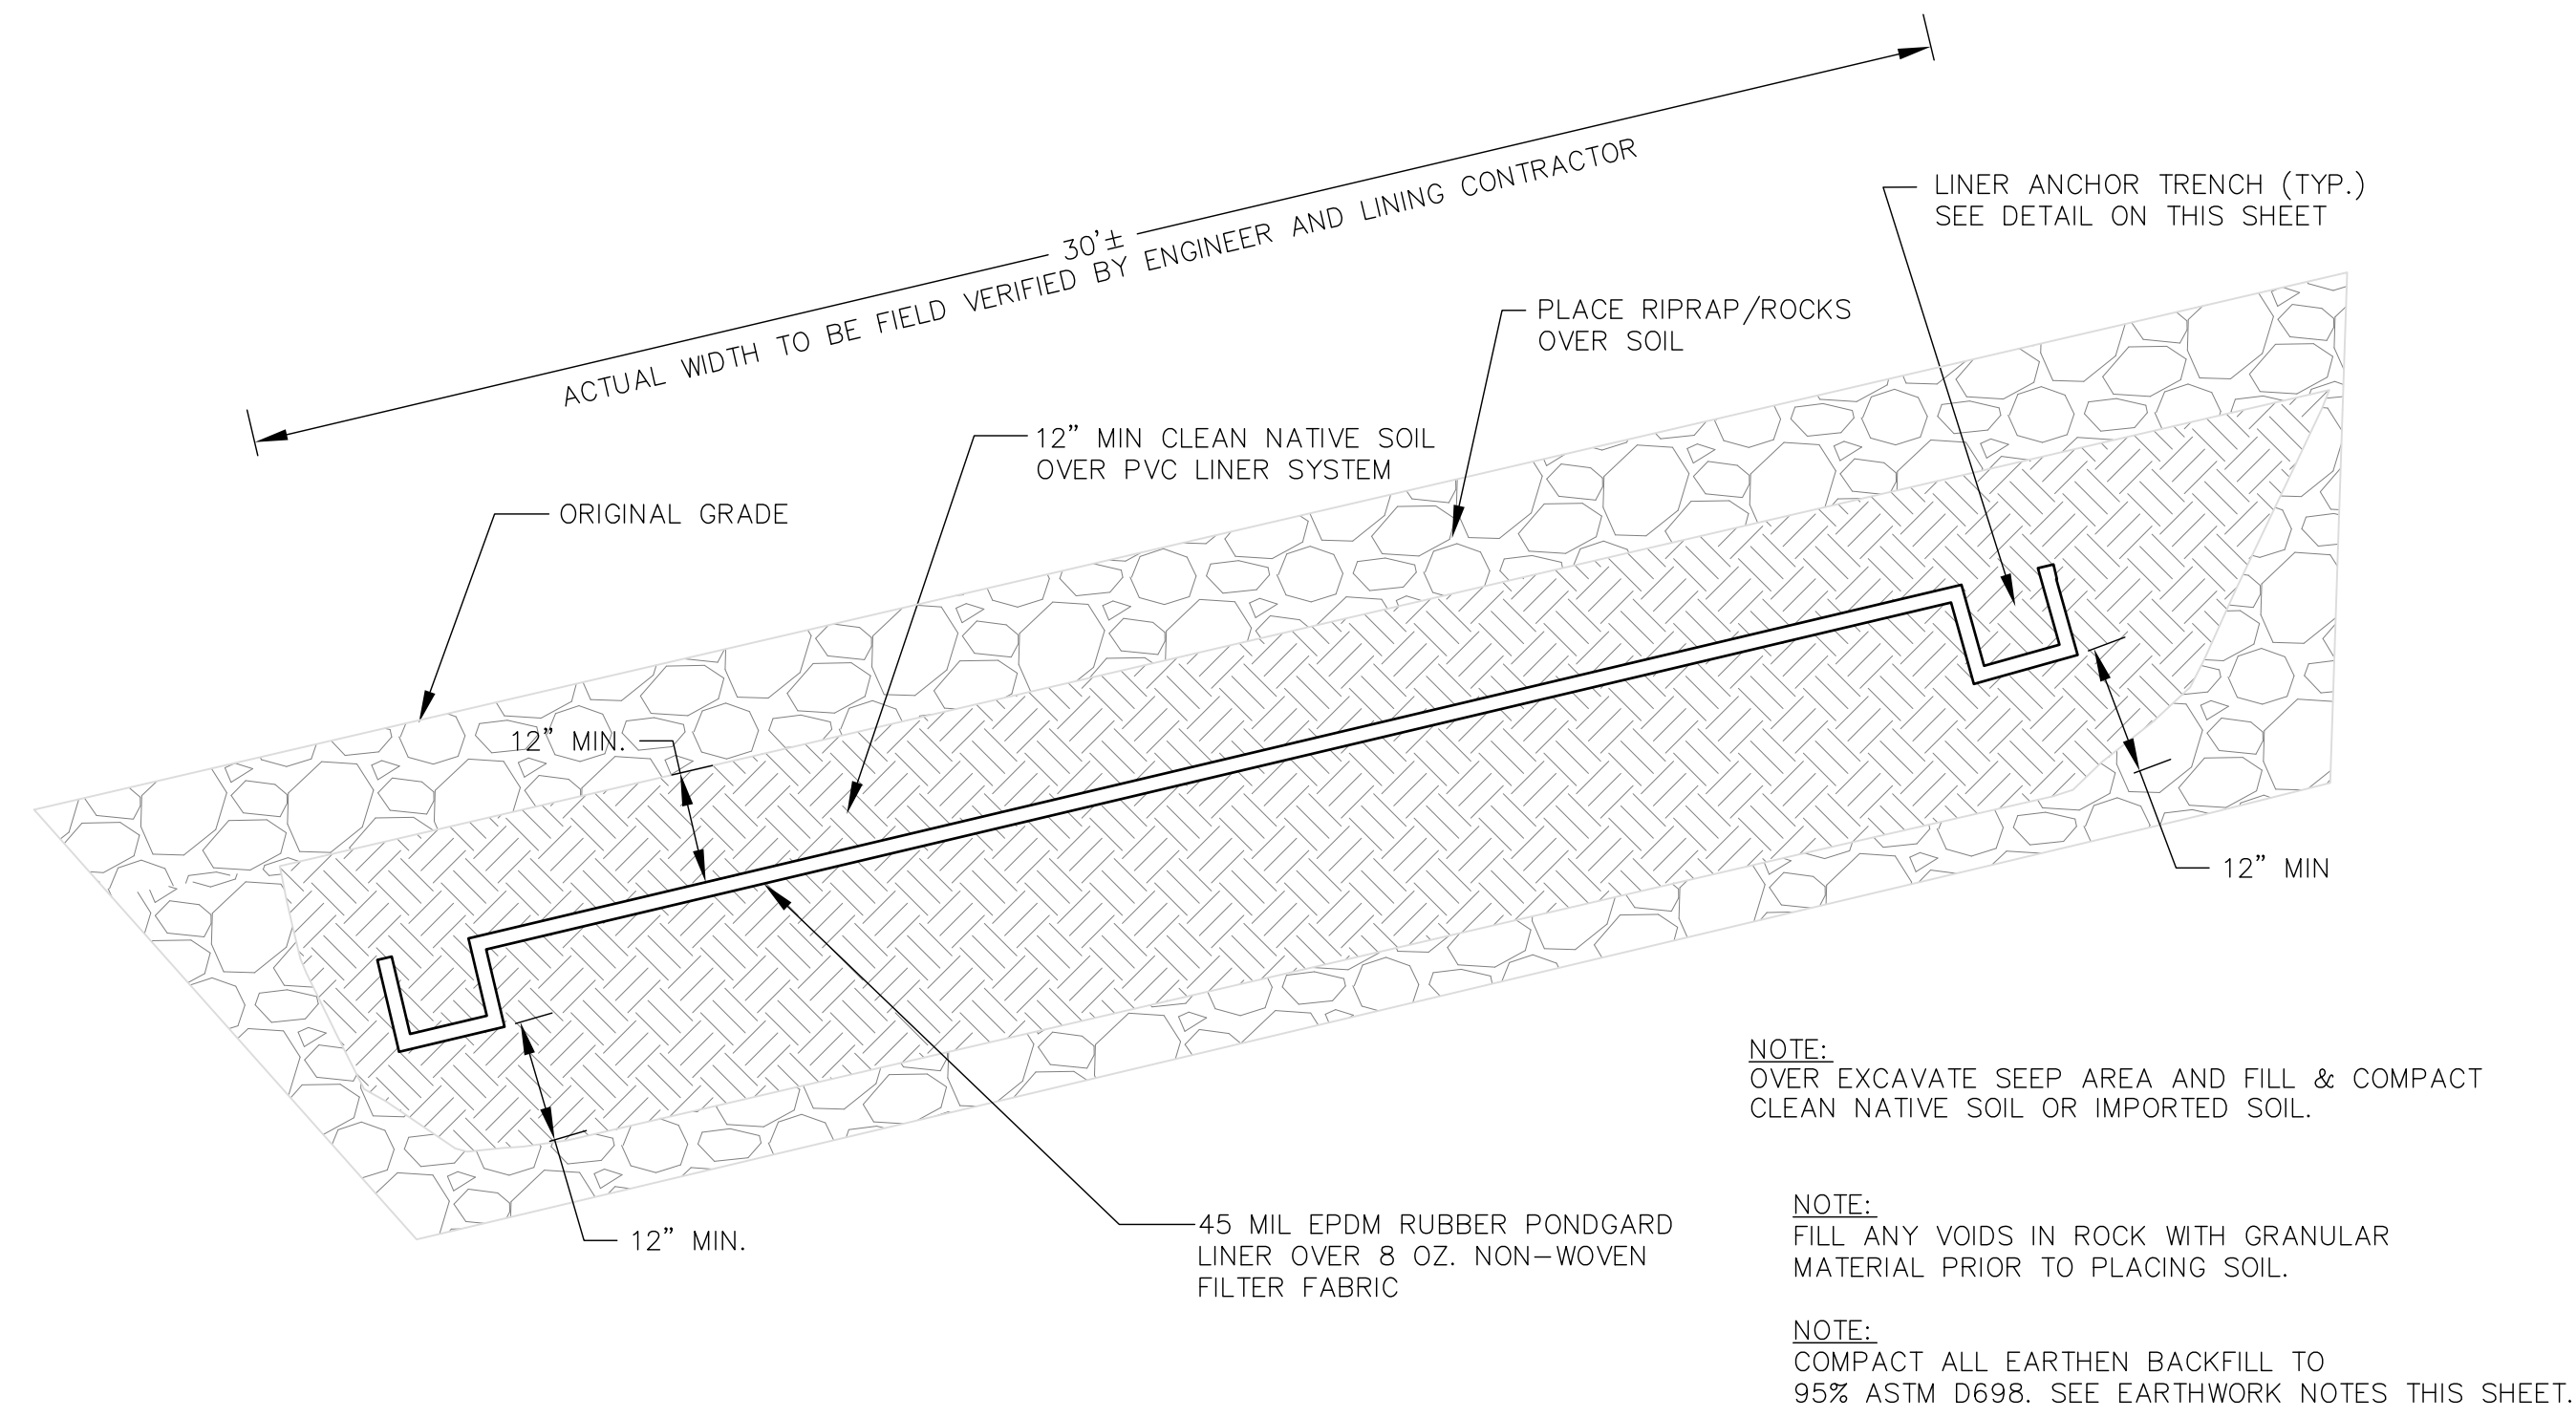 30'±
ACTUAL WIDTH TO BE FIELD VERIFIED BY ENGINEER AND LINING CONTRACTOR
LINER ANCHOR TRENCH (TYP.)
SEE DETAIL ON THIS SHEET
PLACE RIPRAP/ROCKS
OVER SOIL
12" MIN CLEAN NATIVE SOIL
OVER PVC LINER SYSTEM
ORIGINAL GRADE
12" MIN.
12" MIN
12" MIN.
45 MIL EPDM RUBBER PONDGARD
LINER OVER 8 OZ. NON-WOVEN
FILTER FABRIC
NOTE:
OVER EXCAVATE SEEP AREA AND FILL & COMPACT
CLEAN NATIVE SOIL OR IMPORTED SOIL.
NOTE:
FILL ANY VOIDS IN ROCK WITH GRANULAR
MATERIAL PRIOR TO PLACING SOIL.
NOTE:
COMPACT ALL EARTHEN BACKFILL TO
95% ASTM D698. SEE EARTHWORK NOTES THIS SHEET.